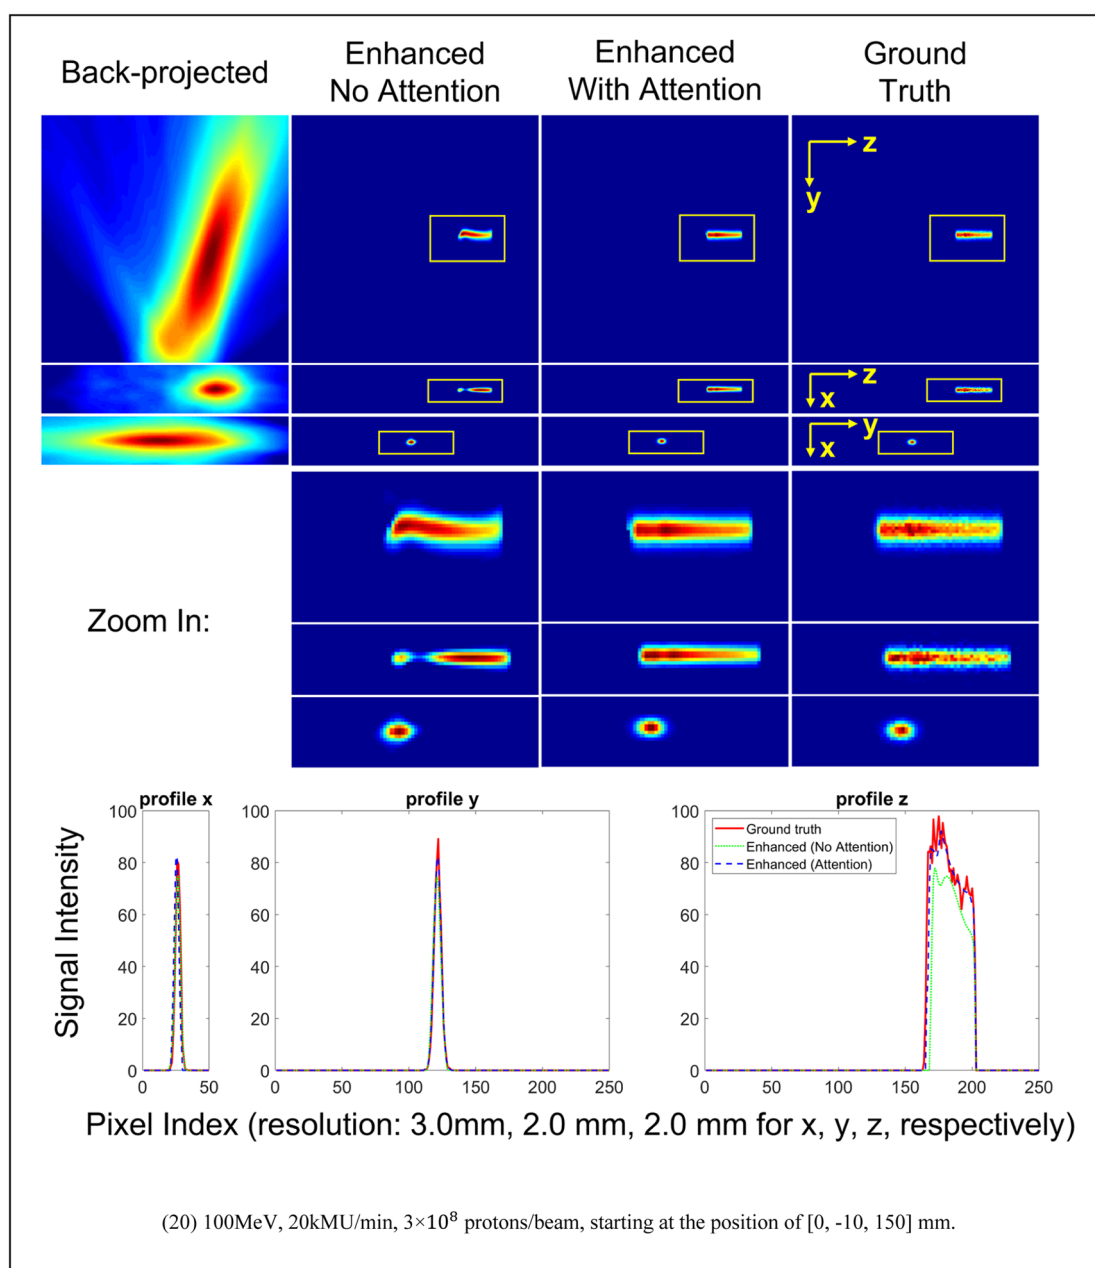 Back-projected
Enhanced
No Attention
Enhanced
With Attention
Ground
Truth
z
y
z
x
y
x
Zoom In:
profile x
profile y
profile z
Signal Intensity
100
80
60
40
20
0
0 50
100
80
60
40
20
0
0 50 100 150 200 250
100
80
60
40
20
0
0 50 100 150 200 250
Ground truth
Enhanced (No Attention)
Enhanced (Attention)
Pixel Index (resolution: 3.0mm, 2.0 mm, 2.0 mm for x, y, z, respectively)
(20) 100MeV, 20kMU/min, 3×10⁸ protons/beam, starting at the position of [0, -10, 150] mm.